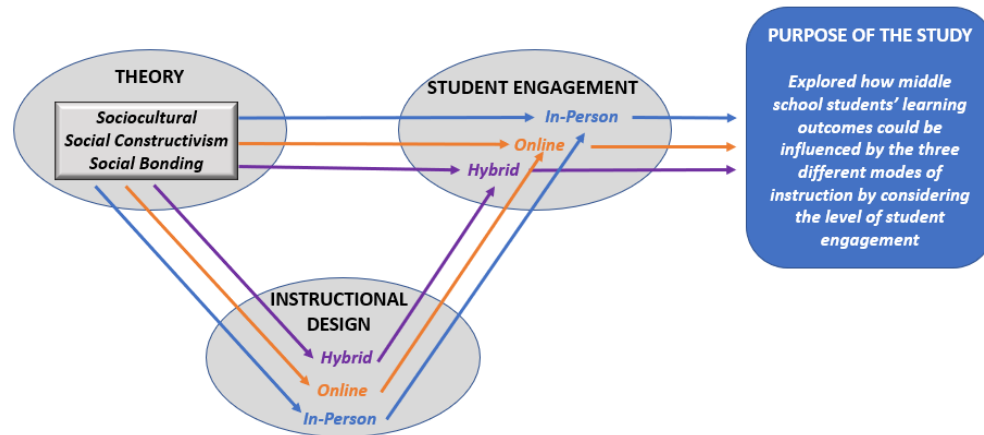 THEORY
Sociocultural
Social Constructivism
Social Bonding
STUDENT ENGAGEMENT
In-Person
Online
Hybrid
INSTRUCTIONAL
DESIGN
Hybrid
Online
In-Person
PURPOSE OF THE STUDY
Explored how middle
school students’ learning
outcomes could be
influenced by the three
different modes of
instruction by considering
the level of student
engagement